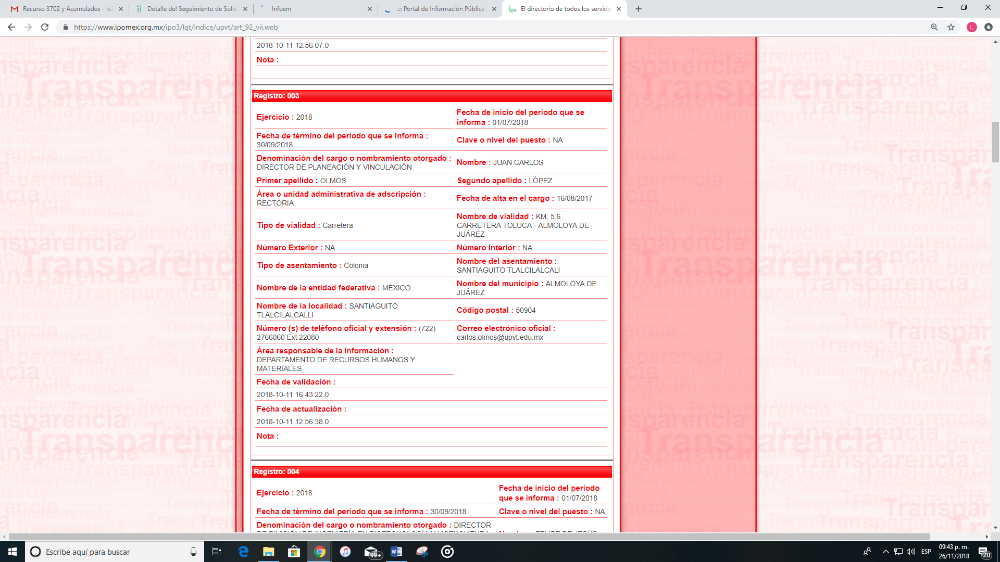 Recurso 3702 y Acumulados - lui
Detalle del Seguimiento de Solici
Infoem
..:: Portal de Información Pública
El directorio de todos los servido
https://www.ipomex.org.mx/ipo3/lgt/indice/upvt/art_92_vii.web
L
2018-10-11 12:56:07.0
Nota :
Registro: 003
Ejercicio : 2018
Fecha de inicio del periodo que se
informa : 01/07/2018
Fecha de término del periodo que se informa :
30/09/2018
Clave o nivel del puesto : NA
Denominación del cargo o nombramiento otorgado :
DIRECTOR DE PLANEACIÓN Y VINCULACIÓN
Nombre : JUAN CARLOS
Primer apellido : OLMOS
Segundo apellido : LÓPEZ
Área o unidad administrativa de adscripción :
RECTORIA
Fecha de alta en el cargo : 16/08/2017
Tipo de vialidad : Carretera
Nombre de vialidad : KM. 5.6
CARRETERA TOLUCA - ALMOLOYA DE
JUÁREZ
Número Exterior : NA
Número Interior : NA
Tipo de asentamiento : Colonia
Nombre del asentamiento :
SANTIAGUITO TLALCILALCALI
Nombre de la entidad federativa : MÉXICO
Nombre del municipio : ALMOLOYA DE
JUÁREZ
Nombre de la localidad : SANTIAGUITO
TLALCILALCALLI
Código postal : 50904
Número (s) de teléfono oficial y extensión : (722)
2766060 Ext.22080
Correo electrónico oficial :
carlos.olmos@upvt.edu.mx
Área responsable de la información :
DEPARTAMENTO DE RECURSOS HUMANOS Y
MATERIALES
Fecha de validación :
2018-10-11 16:43:22.0
Fecha de actualización :
2018-10-11 12:56:38.0
Nota :
Registro: 004
Ejercicio : 2018
Fecha de inicio del periodo
que se informa : 01/07/2018
Fecha de término del periodo que se informa : 30/09/2018
Clave o nivel del puesto : NA
Denominación del cargo o nombramiento otorgado : DIRECTOR
DE DIVISIÓN DE INGENIERÍA EN BIOTECNOLOGÍA Y LICENCIATURA
Nombre : FELIPE DE JESÚS
Escribe aquí para buscar
99+
ESP
09:43 p. m.
26/11/2018
20